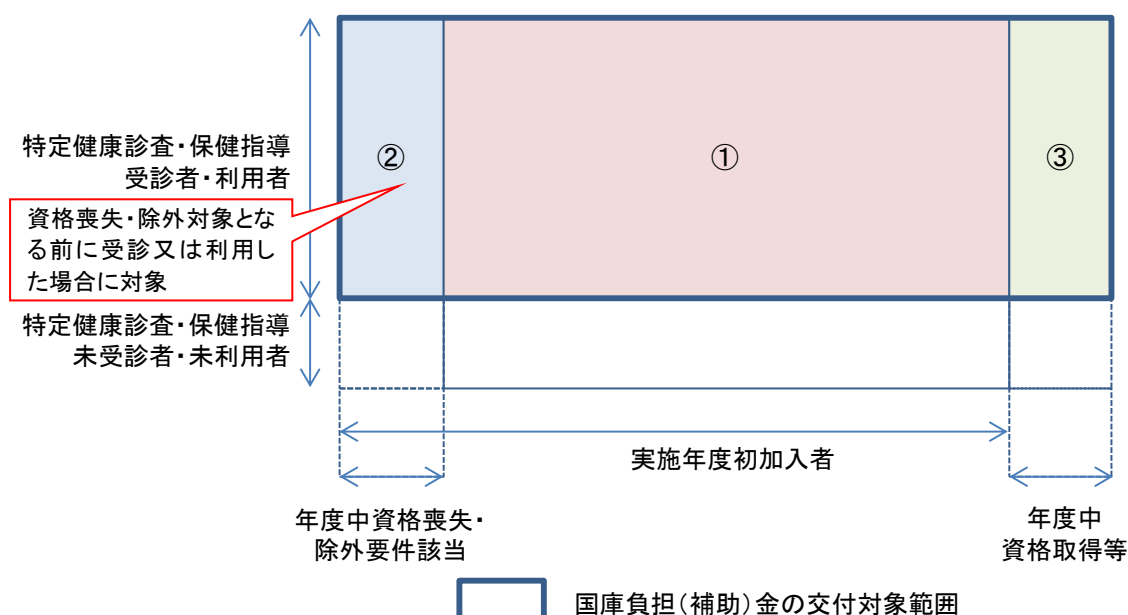 特定健康診査・保健指導
受診者・利用者
②
①
③
資格喪失・除外対象とな
る前に受診又は利用し
た場合に対象
特定健康診査・保健指導
未受診者・未利用者
実施年度初加入者
年度中資格喪失・
除外要件該当
年度中
資格取得等
国庫負担(補助)金の交付対象範囲